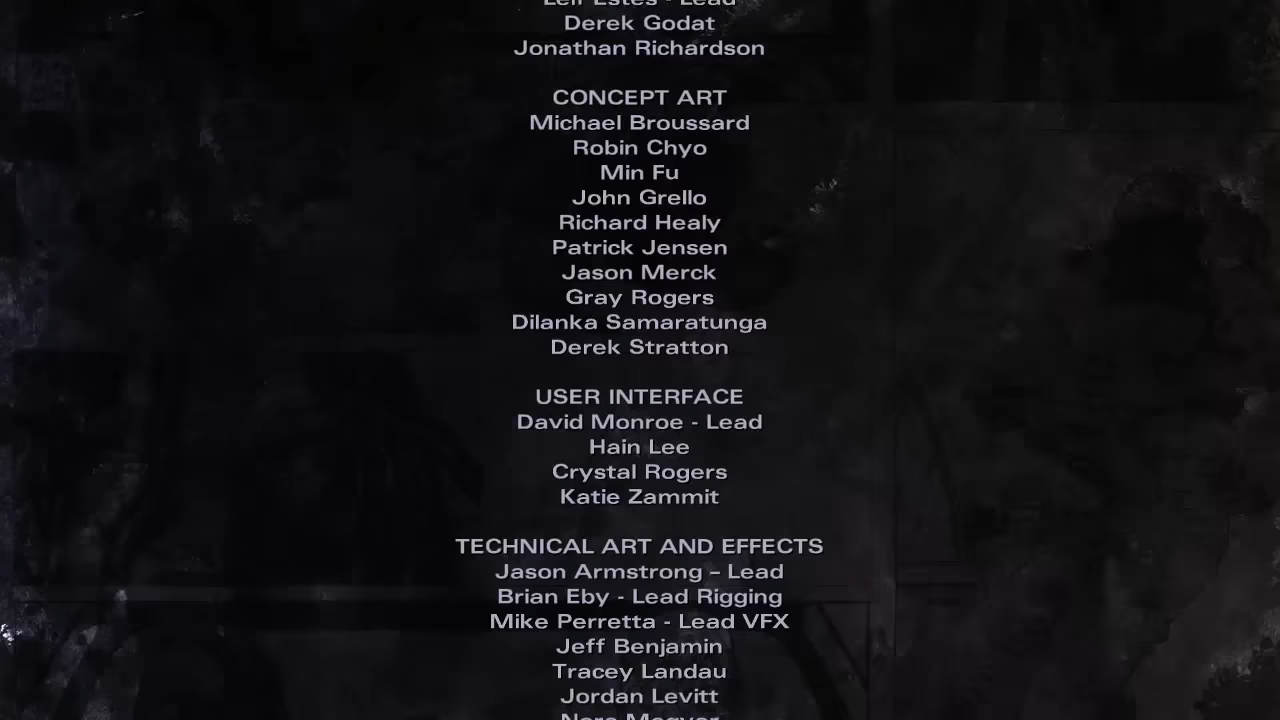 Leif Estes - Lead
Derek Godat
Jonathan Richardson
CONCEPT ART
Michael Broussard
Robin Chyo
Min Fu
John Grello
Richard Healy
Patrick Jensen
Jason Merck
Gray Rogers
Dilanka Samaratunga
Derek Stratton
USER INTERFACE
David Monroe - Lead
Hain Lee
Crystal Rogers
Katie Zammit
TECHNICAL ART AND EFFECTS
Jason Armstrong – Lead
Brian Eby - Lead Rigging
Mike Perretta - Lead VFX
Jeff Benjamin
Tracey Landau
Jordan Levitt